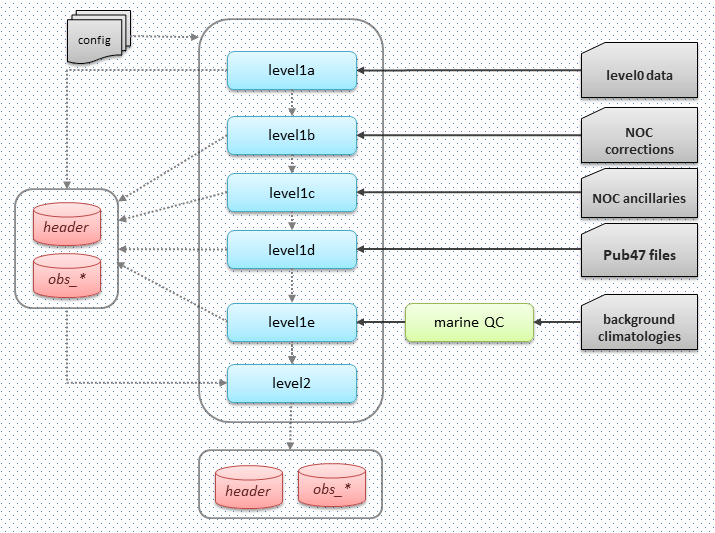 config
level1a
level0 data
level1b
NOC
corrections
level1c
NOC ancillaries
header
level1d
Pub47 files
obs_*
level1e
marine QC
background
climatologies
level2
header
obs_*